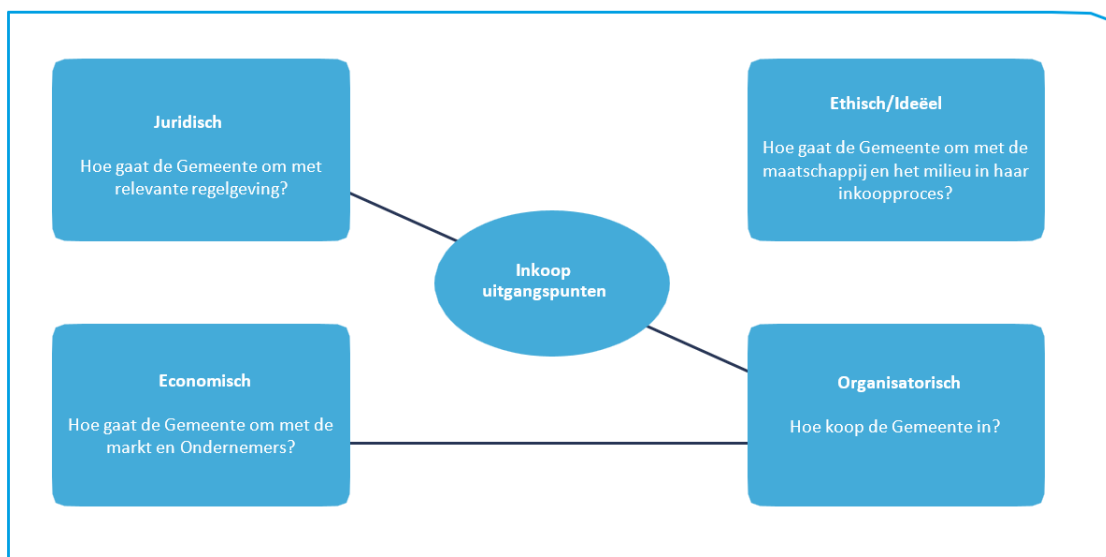 Juridisch
Hoe gaat de Gemeente om met
relevante regelgeving?
Ethisch/Ideëel
Hoe gaat de Gemeente om met de
maatschappij en het milieu in haar
inkoopproces?
Inkoop
uitgangspunten
Economisch
Hoe gaat de Gemeente om met de
markt en Ondernemers?
Organisatorisch
Hoe koop de Gemeente in?